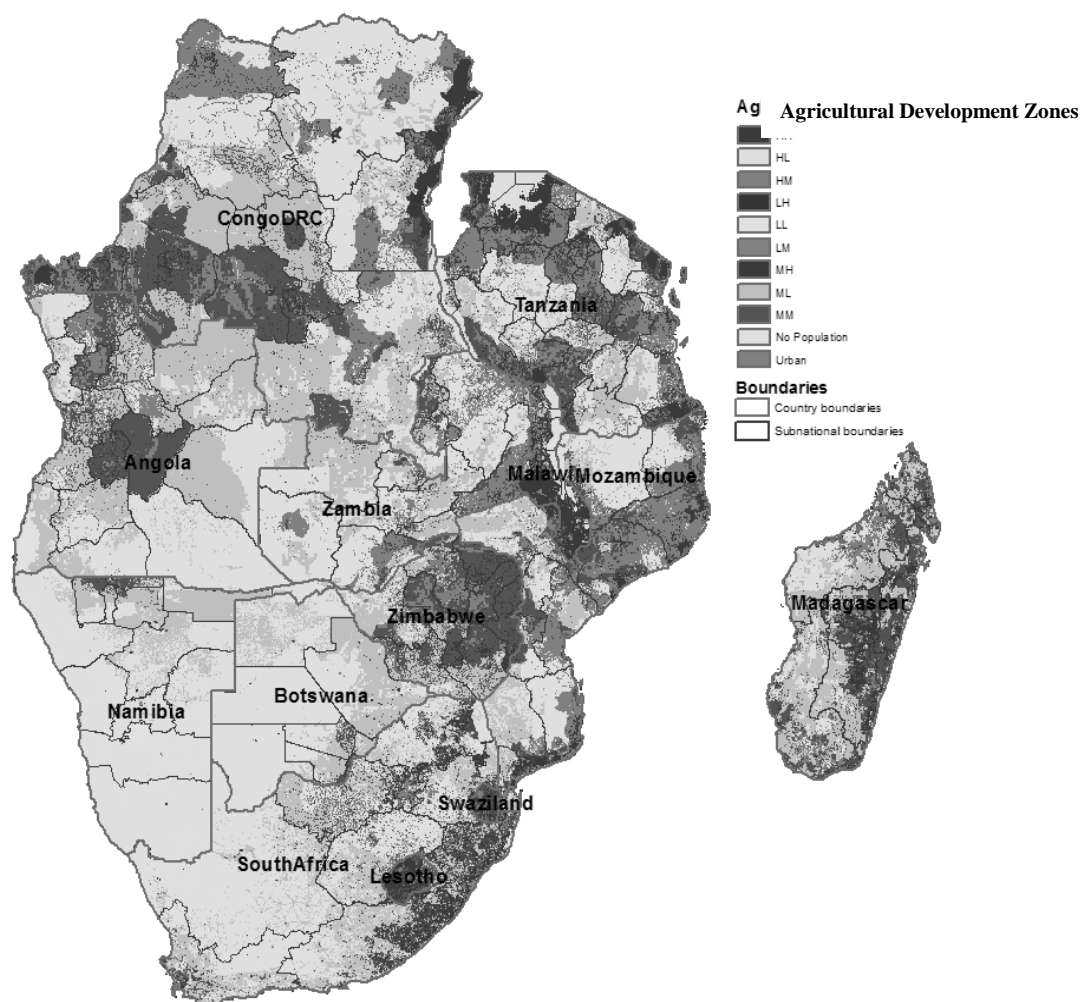 Ag Agricultural Development Zones
HL
HM
LH
LL
LM
MH
ML
MM
No Population
Urban
Boundaries
Country boundaries
Subnational boundaries
CongoDRC
Tanzania
Angola
Malawi
Mozambique
Zambia
Zimbabwe
Madagascar
Botswana
Namibia
Swaziland
SouthAfrica
Lesotho